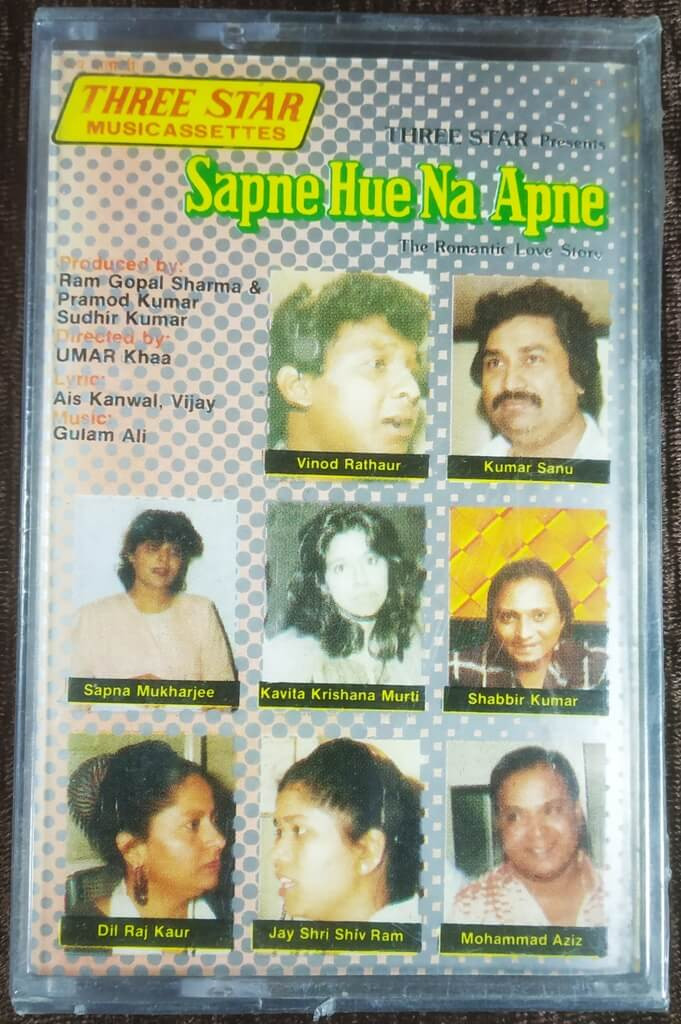 THREE STAR
MUSICASSETTES
THREE STAR Presents
Sapne Hue Na Apne
The Romantic Love Story
Produced by:
Ram Gopal Sharma &
Pramod Kumar
Sudhir Kumar
Directed by:
UMAR Khaa
Lyric:
Ais Kanwal, Vijay
Music:
Gulam Ali
Vinod Rathaur
Kumar Sanu
Sapna Mukharjee
Kavita Krishana Murti
Shabbir Kumar
Dil Raj Kaur
Jay Shri Shiv Ram
Mohammad Aziz